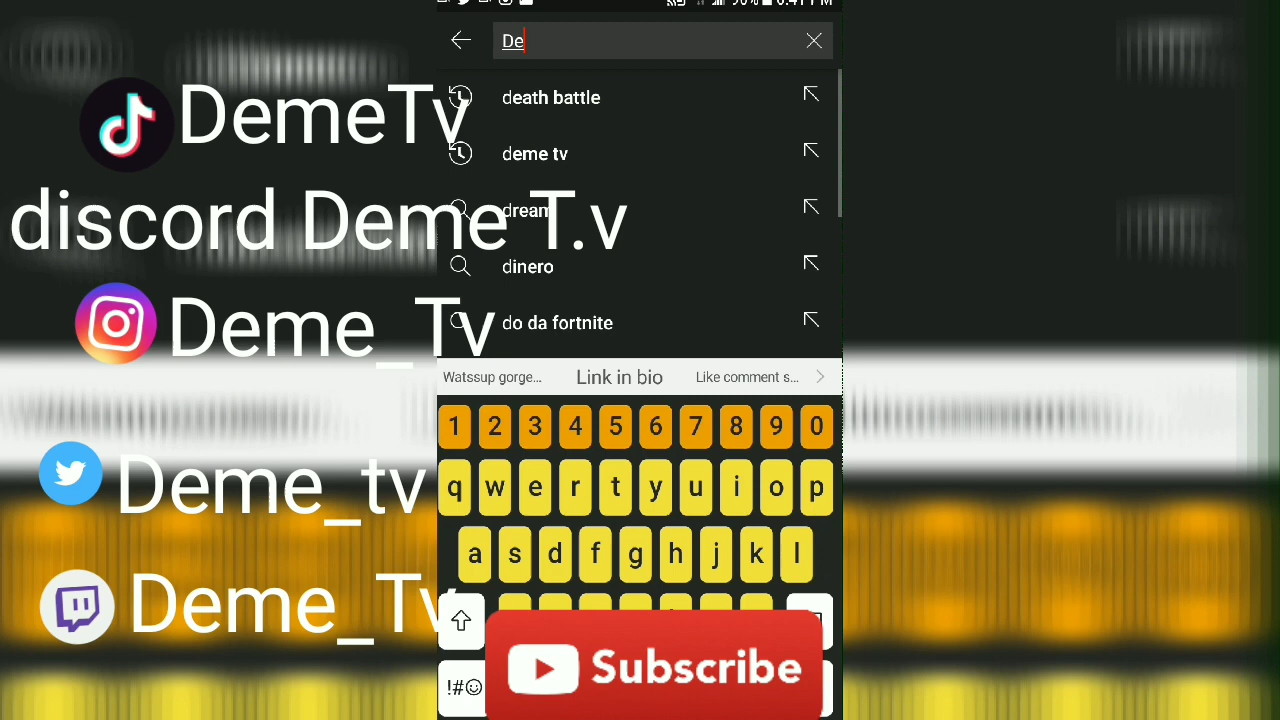 De
death battle
deme tv
dream
dinero
do da fortnite
DemeTv
discord Deme T.v
Deme_Tv
Deme_tv
Deme_Tv
Watssup gorge... Link in bio Like comment s...
1 2 3 4 5 6 7 8 9 0
q w e r t y u i o p
a s d f g h j k l
!#☺
Subscribe